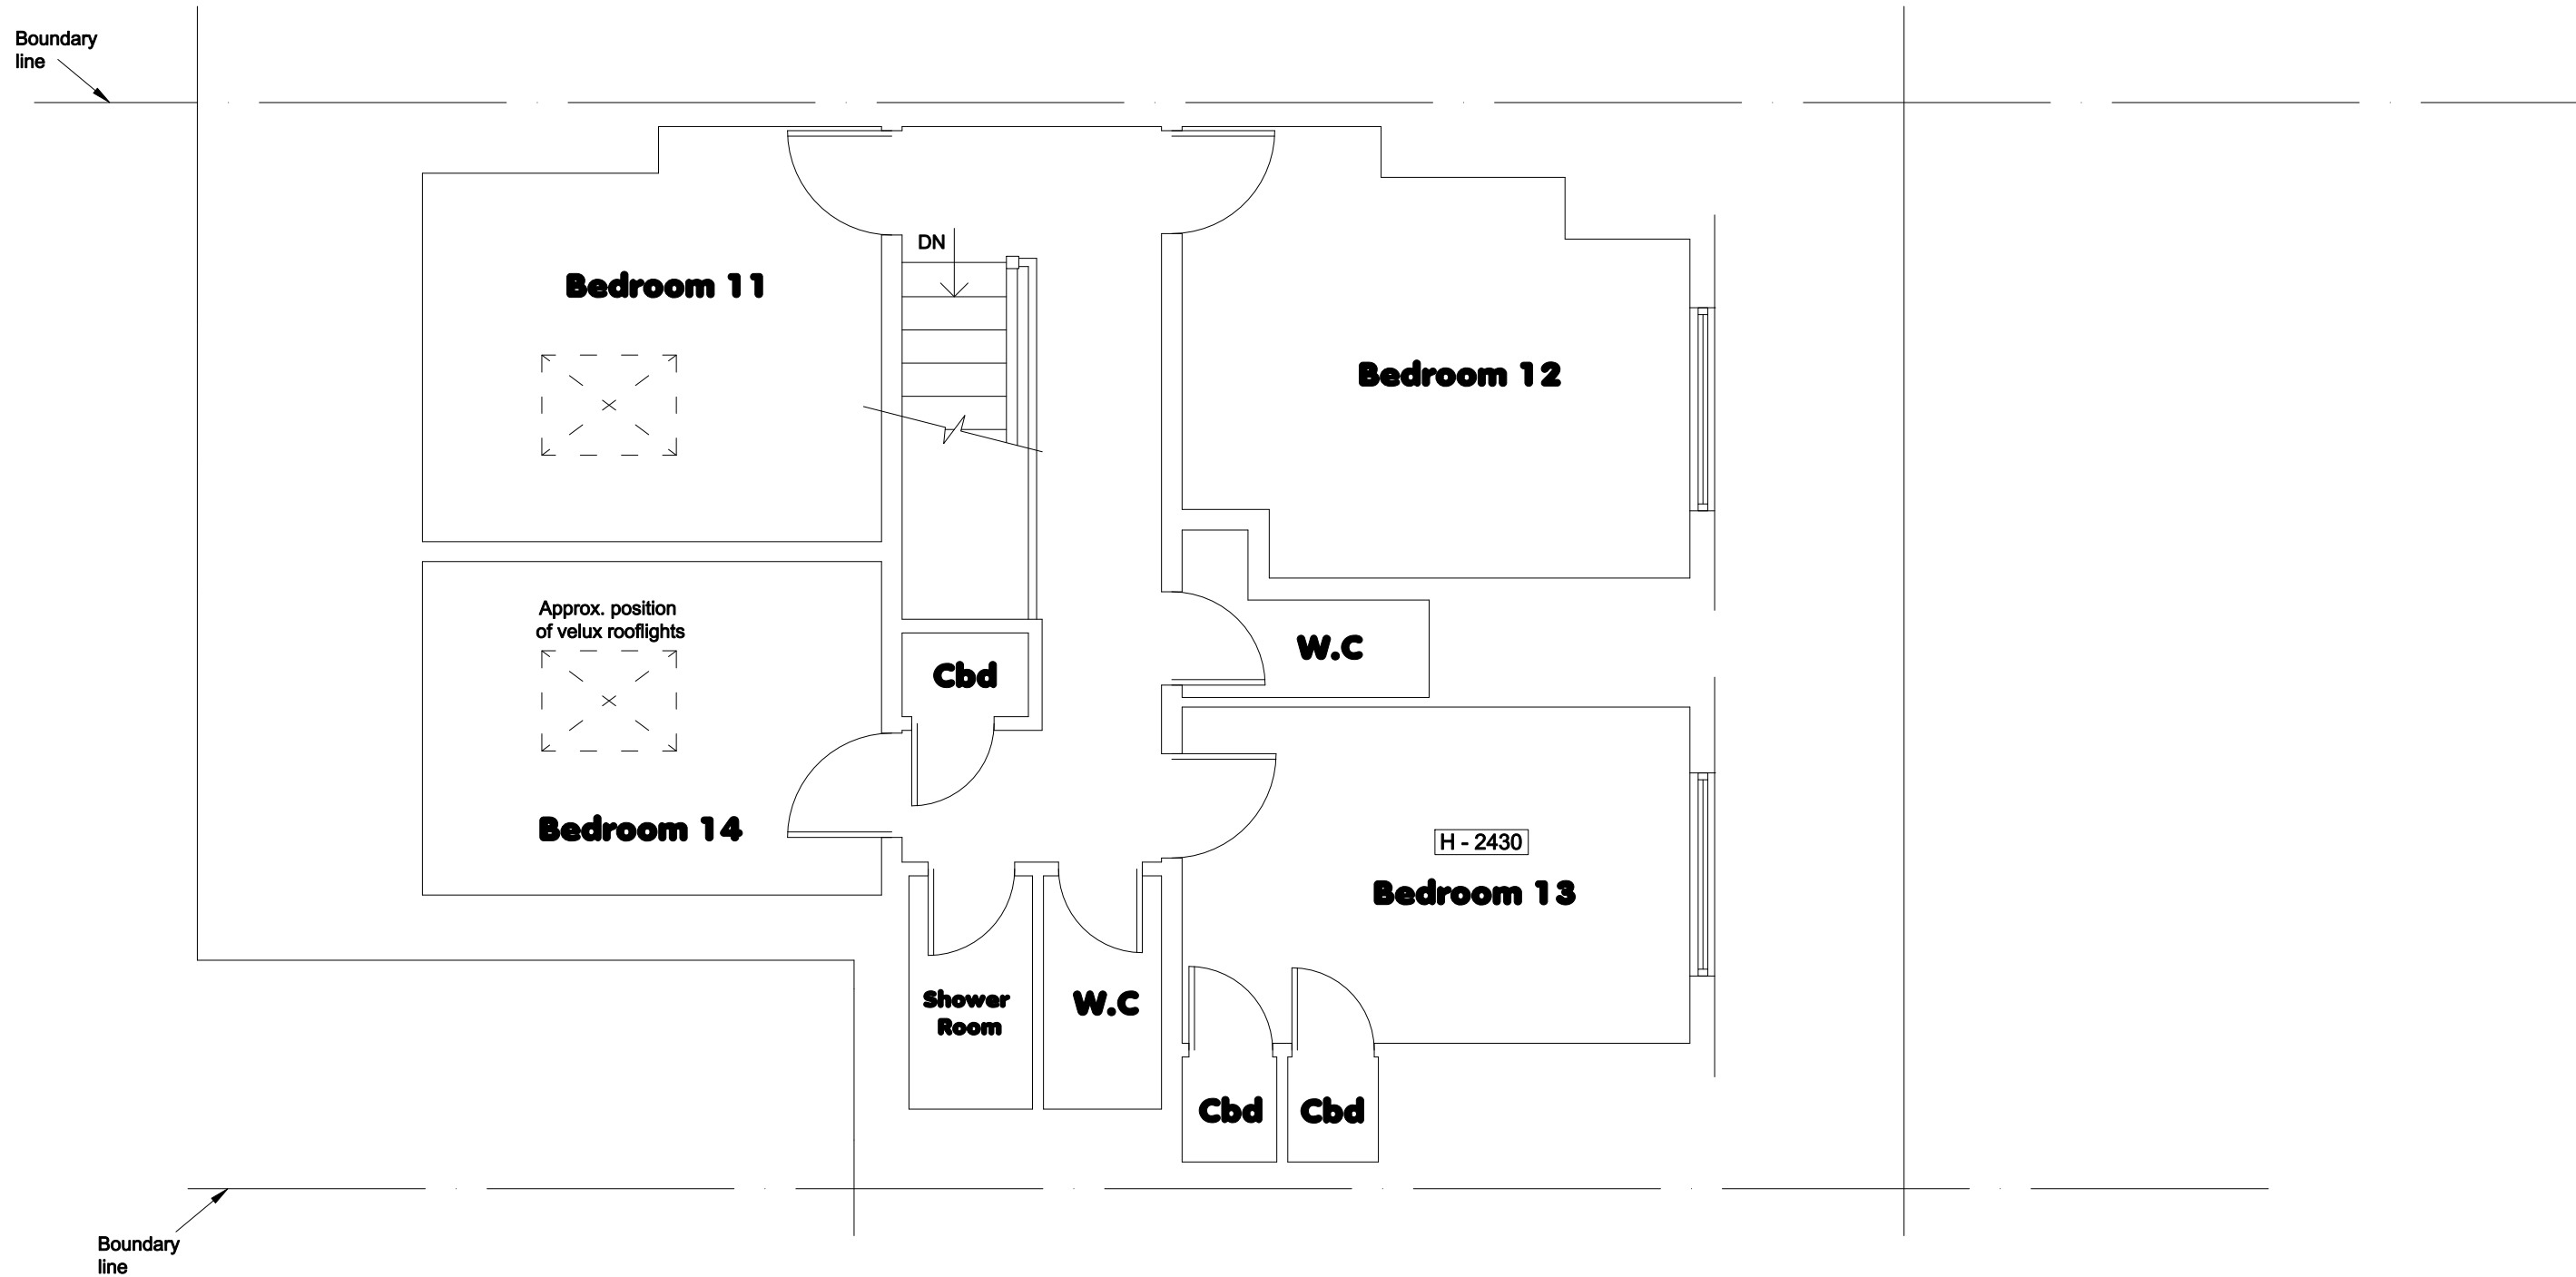 Boundary
line
DN
Bedroom 11
Bedroom 12
Approx. position
of velux rooflights
W.C
Cbd
Bedroom 14
H - 2430
Bedroom 13
Shower
Room
W.C
Cbd
Cbd
Boundary
line